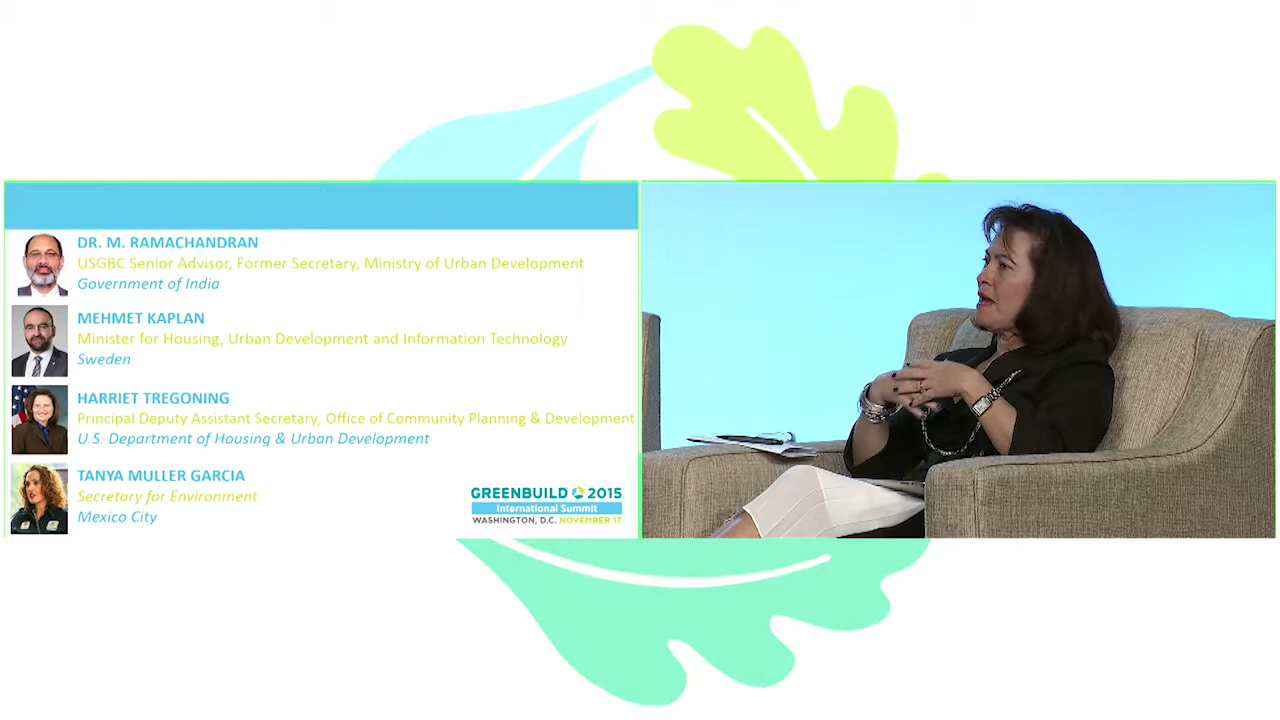 DR. M. RAMACHANDRAN
USGBC Senior Advisor, Former Secretary, Ministry of Urban Development
Government of India
MEHMET KAPLAN
Minister for Housing, Urban Development and Information Technology
Sweden
HARRIET TREGONING
Principal Deputy Assistant Secretary, Office of Community Planning & Development
U.S. Department of Housing & Urban Development
TANYA MULLER GARCIA
Secretary for Environment
Mexico City
GREENBUILD 2015
International Summit
WASHINGTON, D.C. NOVEMBER 17